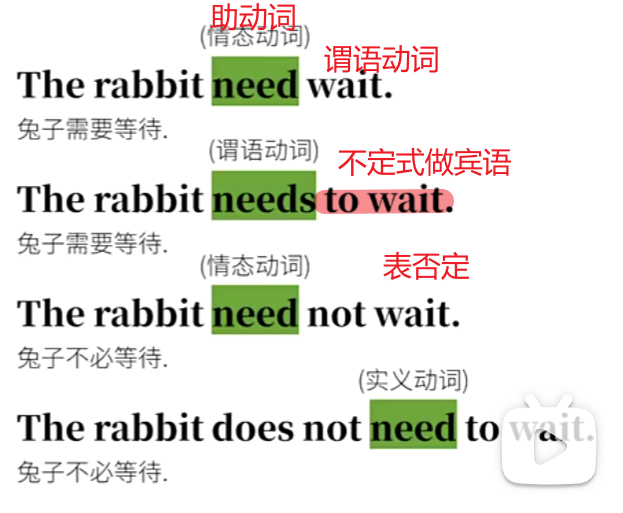 助动词
(情态动词)
谓语动词
The rabbit need wait.
兔子需要等待.
(谓语动词)
不定式做宾语
The rabbit needs to wait.
兔子需要等待.
(情态动词)
表否定
The rabbit need not wait.
兔子不必等待.
(实义动词)
The rabbit does not need to wait.
兔子不必等待.